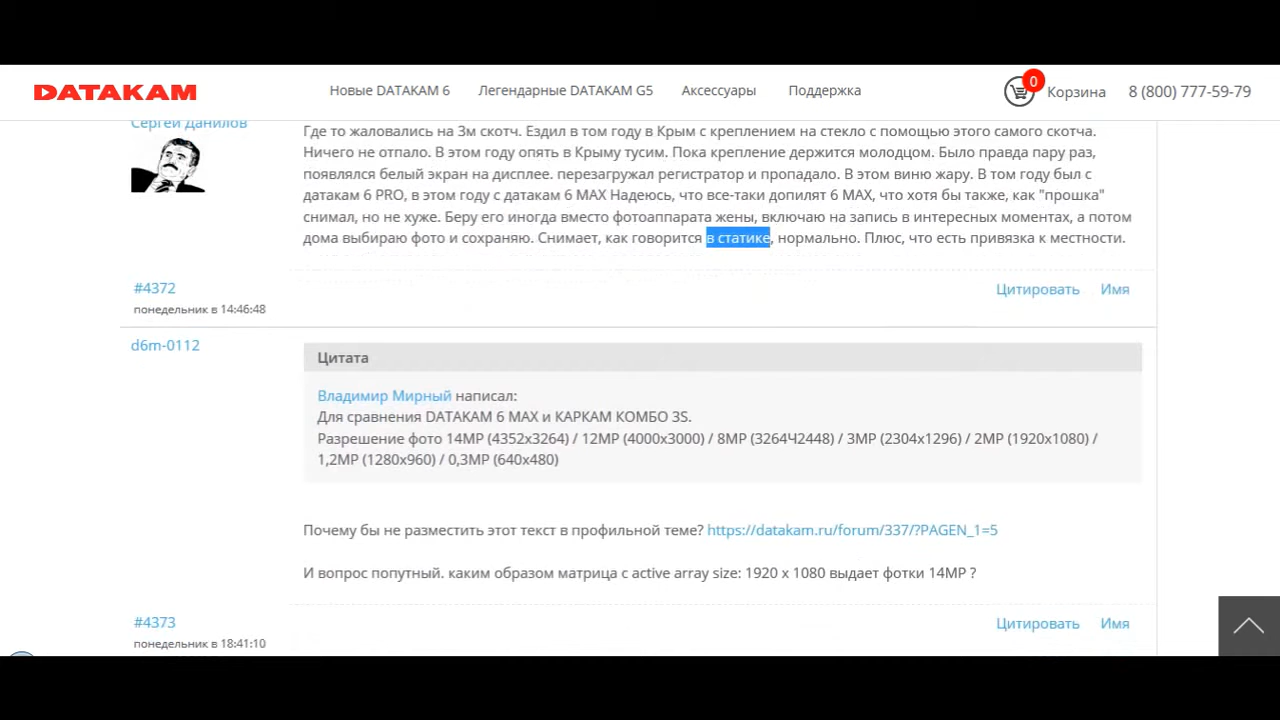 DATAKAM
Новые DATAKAM 6
Легендарные DATAKAM G5
Аксессуары
Поддержка
0
Корзина
8 (800) 777-59-79
Сергей Данилов
Где то жаловались на 3м скотч. Ездил в том году в Крым с креплением на стекло с помощью этого самого скотча.
Ничего не отпало. В этом году опять в Крыму тусим. Пока крепление держится молодцом. Было правда пару раз,
появлялся белый экран на дисплее. перезагружал регистратор и пропадало. В этом виню жару. В том году был с
датакам 6 PRO, в этом году с датакам 6 MAX Надеюсь, что все-таки допилят 6 MAX, что хотя бы также, как "прошка"
снимал, но не хуже. Беру его иногда вместо фотоаппарата жены, включаю на запись в интересных моментах, а потом
дома выбираю фото и сохраняю. Снимает, как говорится в статике, нормально. Плюс, что есть привязка к местности.
#4372
Цитировать
Имя
понедельник в 14:46:48
d6m-0112
Цитата
Владимир Мирный написал:
Для сравнения DATAKAM 6 MAX и КАРКАМ КОМБО 3S.
Разрешение фото 14MP (4352x3264) / 12MP (4000x3000) / 8MP (3264Ч2448) / 3MP (2304x1296) / 2MP (1920x1080) /
1,2MP (1280x960) / 0,3MP (640x480)
Почему бы не разместить этот текст в профильной теме? https://datakam.ru/forum/337/?PAGEN_1=5
И вопрос попутный. каким образом матрица с active array size: 1920 x 1080 выдает фотки 14MP ?
#4373
Цитировать
Имя
понедельник в 18:41:10